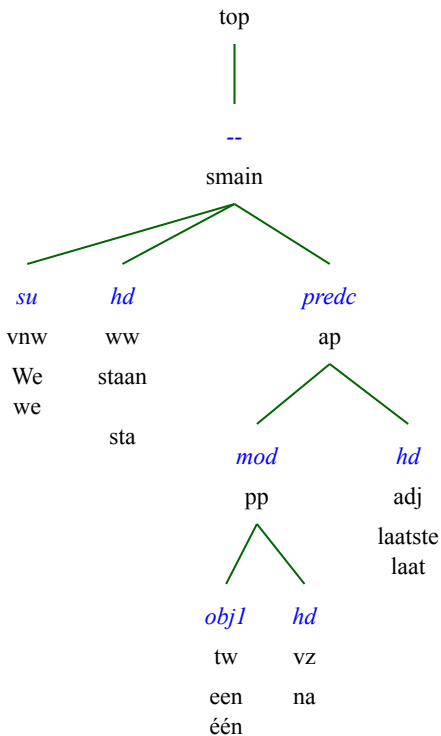 top
--
smain
su hd predc
vnw ww ap
We staan
we
sta
mod hd
pp adj
laatste
laat
obj1 hd
tw vz
een na
één